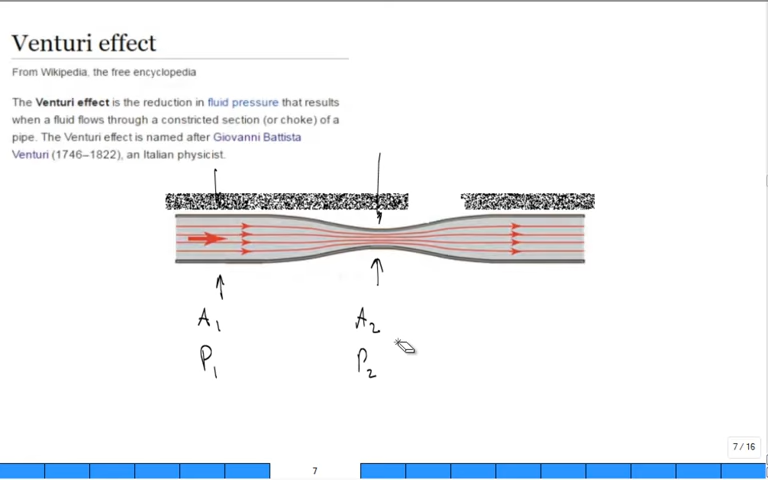 Venturi effect
From Wikipedia, the free encyclopedia
The Venturi effect is the reduction in fluid pressure that results
when a fluid flows through a constricted section (or choke) of a
pipe. The Venturi effect is named after Giovanni Battista
Venturi (1746–1822), an Italian physicist.
A₁ A₂
P₁ P₂
7 / 16
7